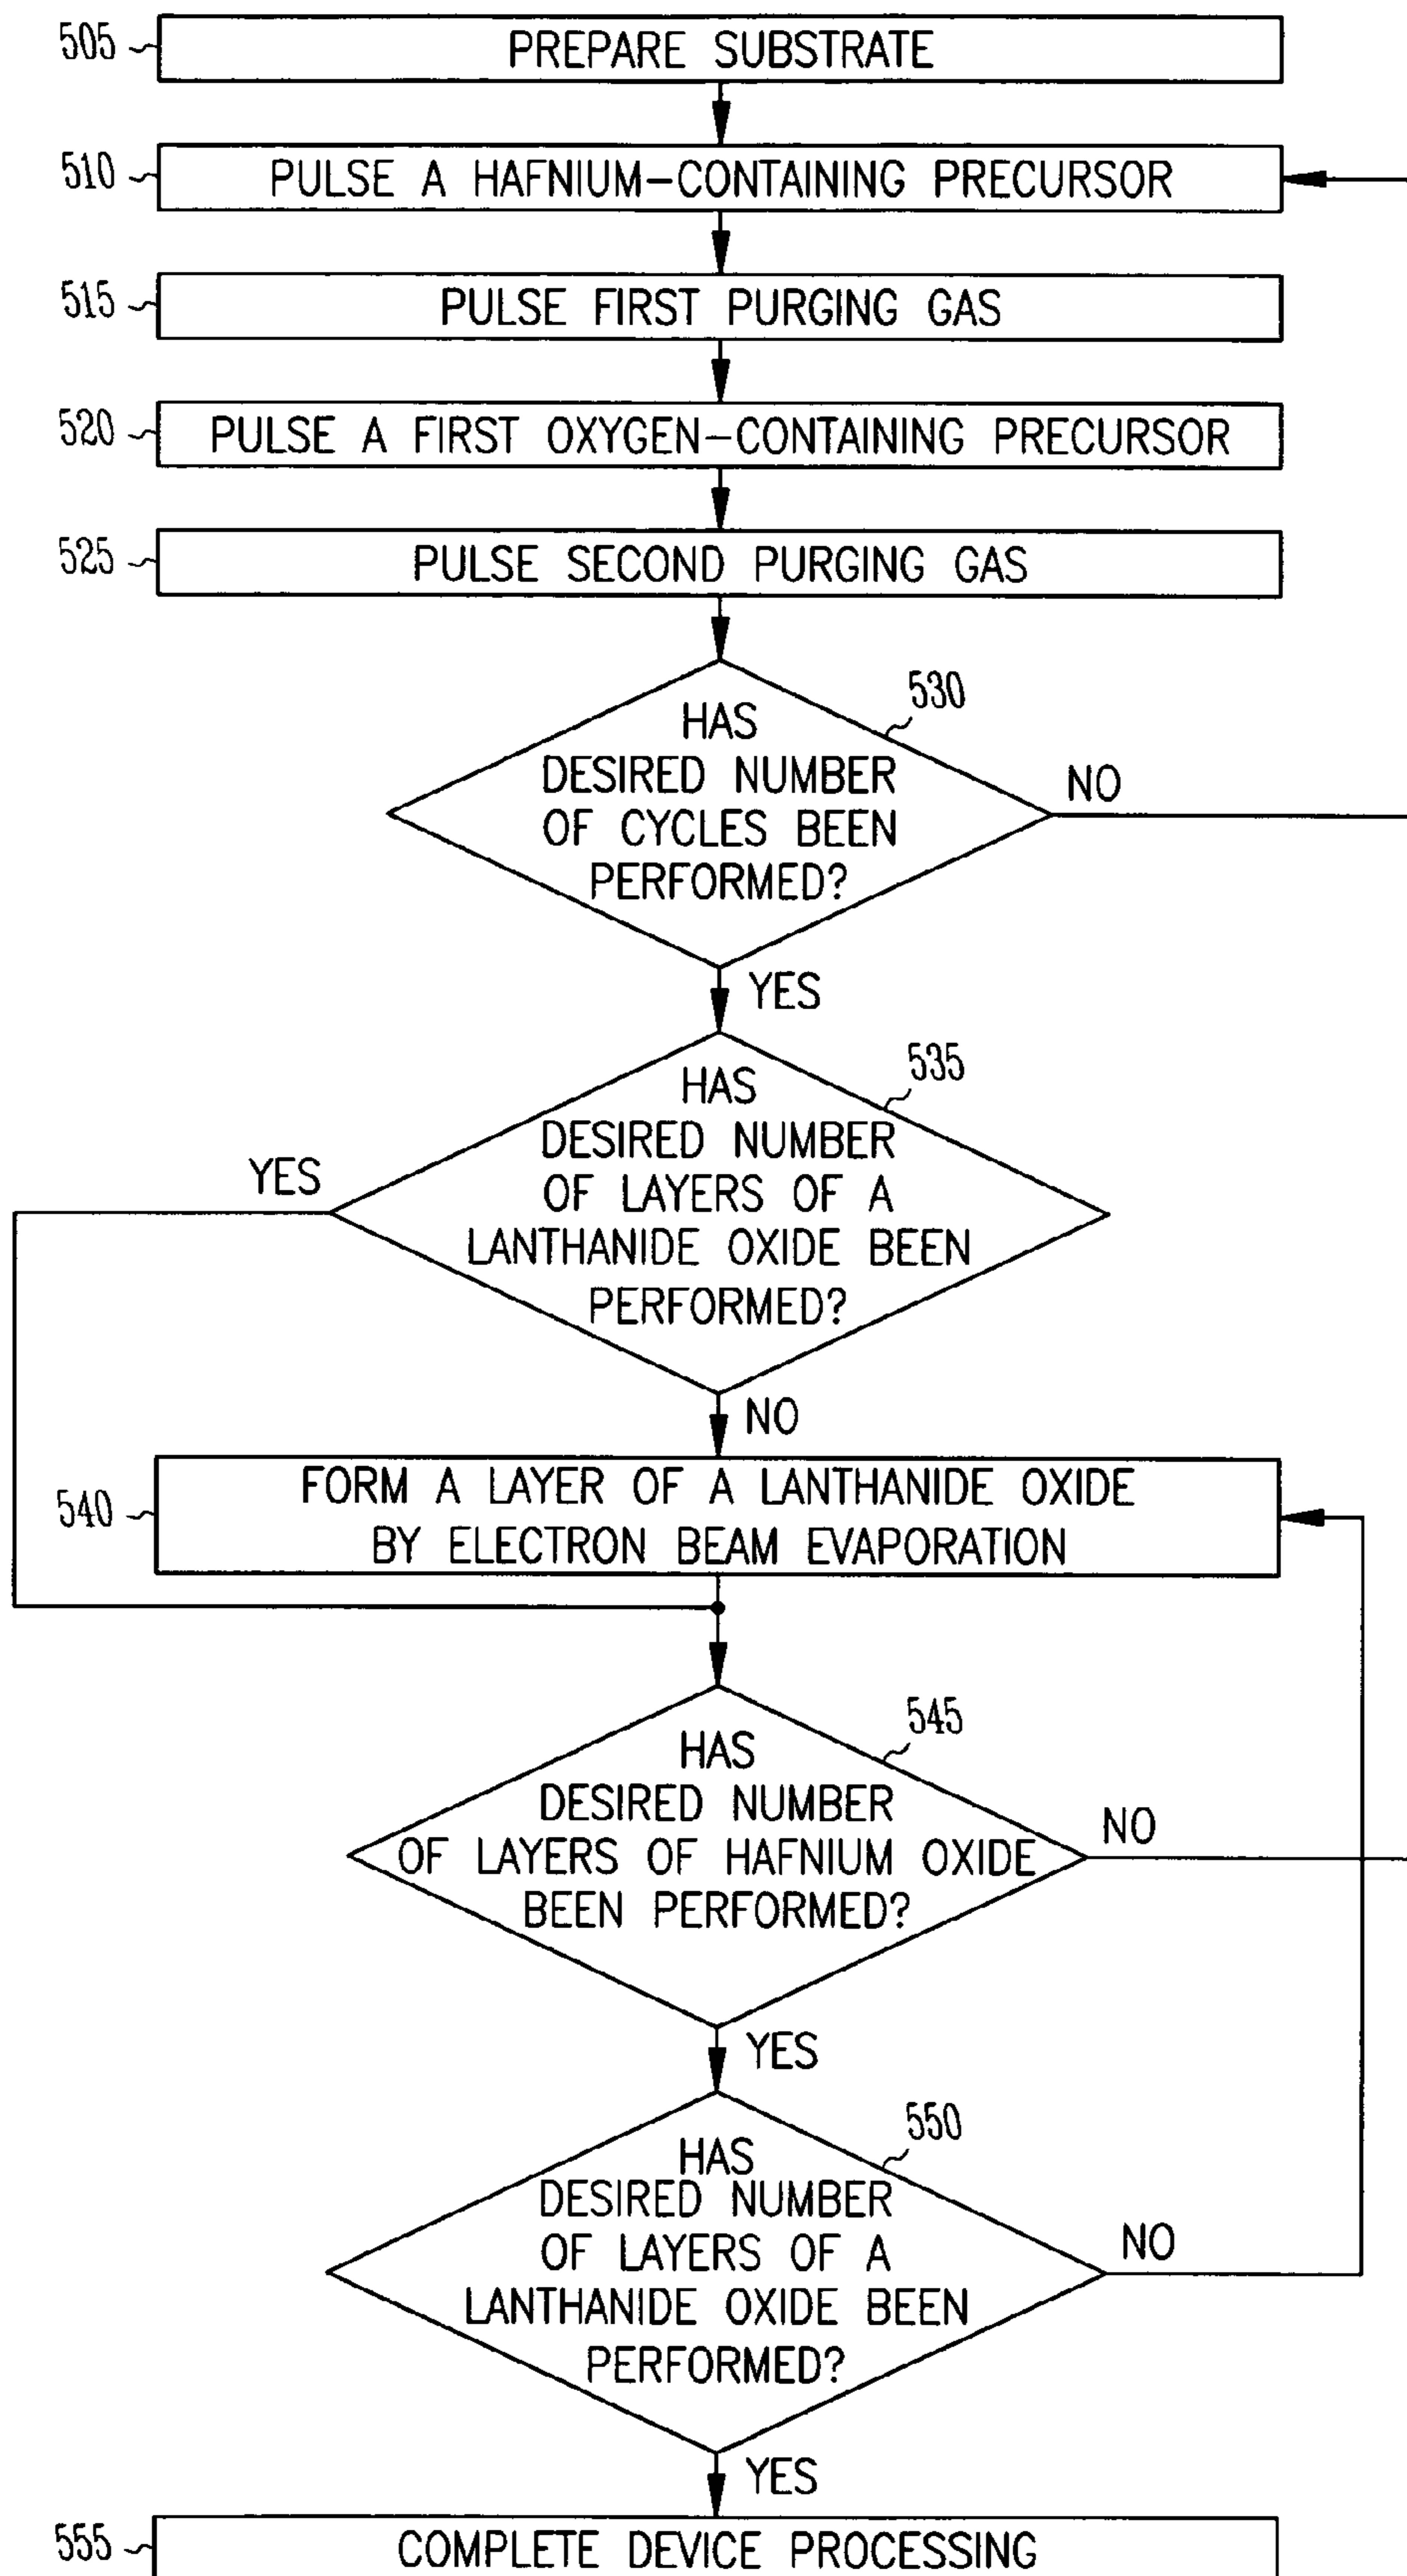 505 PREPARE SUBSTRATE
510 PULSE A HAFNIUM-CONTAINING PRECURSOR
515 PULSE FIRST PURGING GAS
520 PULSE A FIRST OXYGEN-CONTAINING PRECURSOR
525 PULSE SECOND PURGING GAS
530
HAS
DESIRED NUMBER
OF CYCLES BEEN
PERFORMED?
NO
YES
535
HAS
DESIRED NUMBER
OF LAYERS OF A
LANTHANIDE OXIDE BEEN
PERFORMED?
YES
NO
540
FORM A LAYER OF A LANTHANIDE OXIDE
BY ELECTRON BEAM EVAPORATION
545
HAS
DESIRED NUMBER
OF LAYERS OF HAFNIUM OXIDE
BEEN PERFORMED?
NO
YES
550
HAS
DESIRED NUMBER
OF LAYERS OF A
LANTHANIDE OXIDE BEEN
PERFORMED?
NO
YES
555 COMPLETE DEVICE PROCESSING